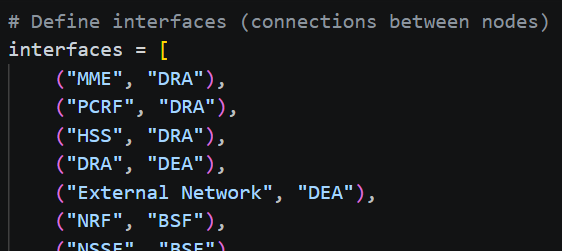 # Define interfaces (connections between nodes)
interfaces = [
("MME", "DRA"),
("PCRF", "DRA"),
("HSS", "DRA"),
("DRA", "DEA"),
("External Network", "DEA"),
("NRF", "BSF"),
("NSSF", "BSF")